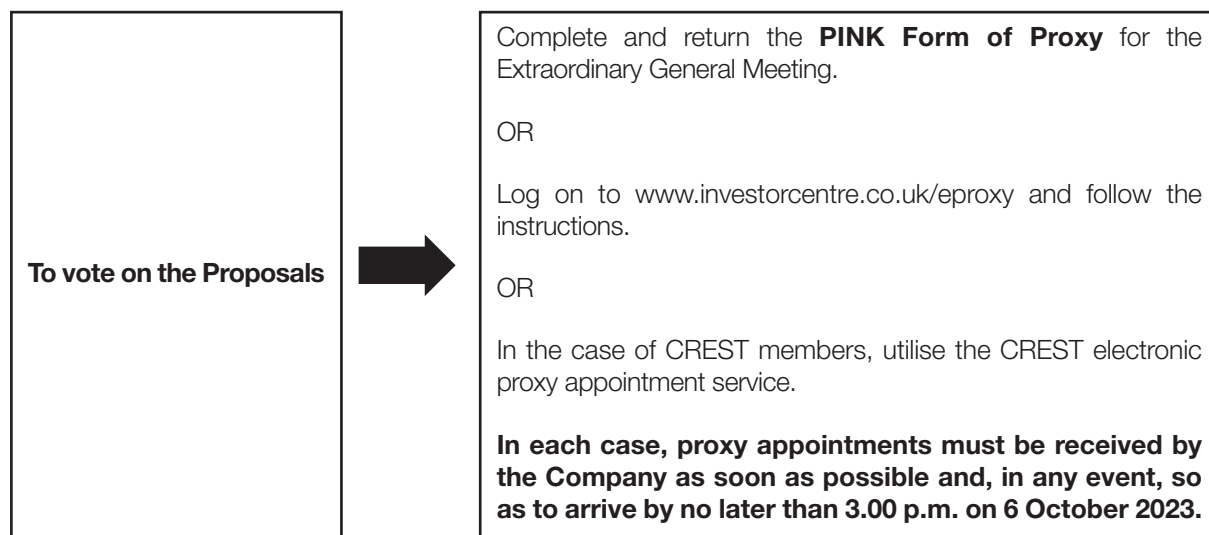 To vote on the Proposals
Complete and return the PINK Form of Proxy for the
Extraordinary General Meeting.
OR
Log on to www.investorcentre.co.uk/eproxy and follow the
instructions.
OR
In the case of CREST members, utilise the CREST electronic
proxy appointment service.
In each case, proxy appointments must be received by
the Company as soon as possible and, in any event, so
as to arrive by no later than 3.00 p.m. on 6 October 2023.